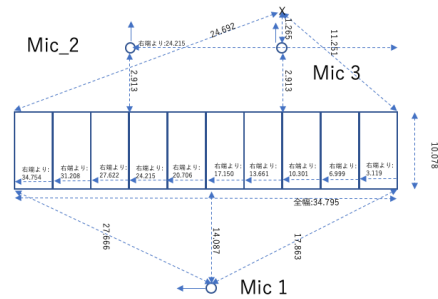 X
1.265
24.692
11.251
Mic_2
右端より:24.215
Mic 3
2.913
2.913
右端より:
34.754
右端より:
31.208
右端より:
27.622
右端より:
24.215
右端より:
20.706
右端より:
17.150
右端より:
13.661
右端より:
10.301
右端より:
6.999
右端より:
3.119
10.078
全幅:34.795
27.666
14.087
17.863
Mic 1